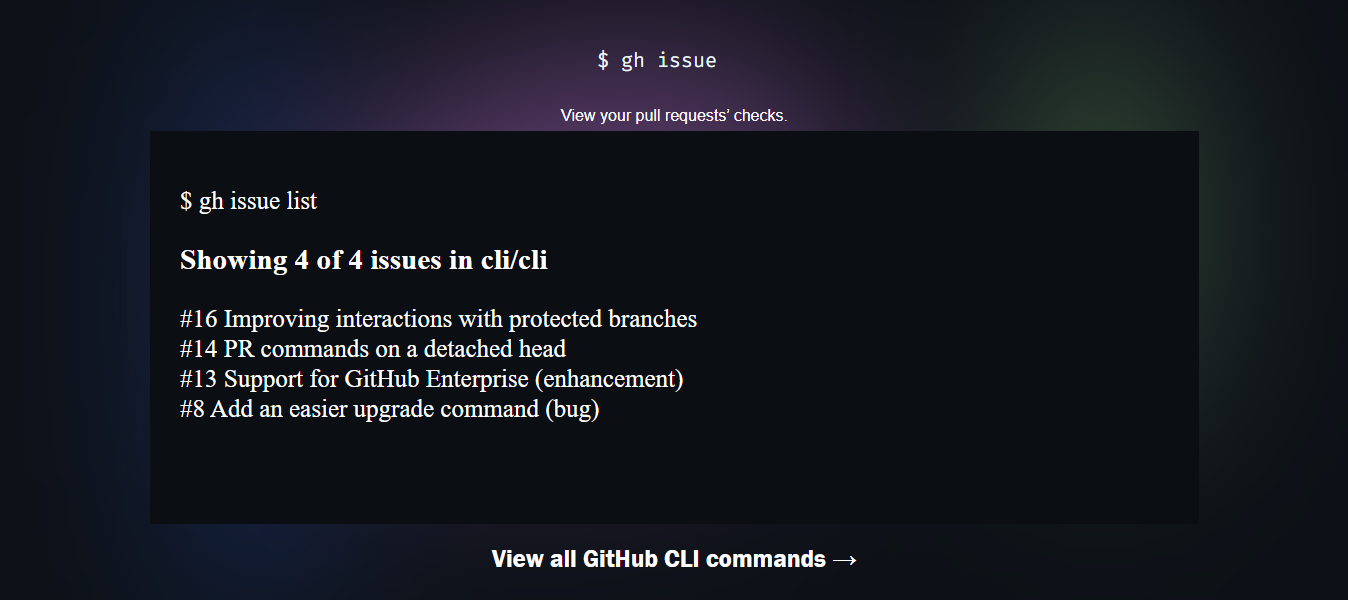 $ gh issue
View your pull requests’ checks.
$ gh issue list
Showing 4 of 4 issues in cli/cli
#16 Improving interactions with protected branches
#14 PR commands on a detached head
#13 Support for GitHub Enterprise (enhancement)
#8 Add an easier upgrade command (bug)
View all GitHub CLI commands →